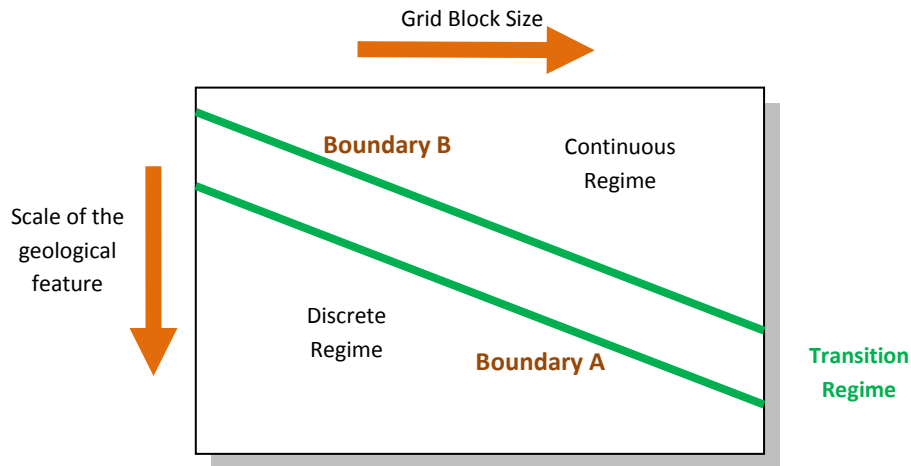 Grid Block Size
Boundary B
Continuous
Regime
Scale of the
geological
feature
Discrete
Regime
Boundary A
Transition
Regime